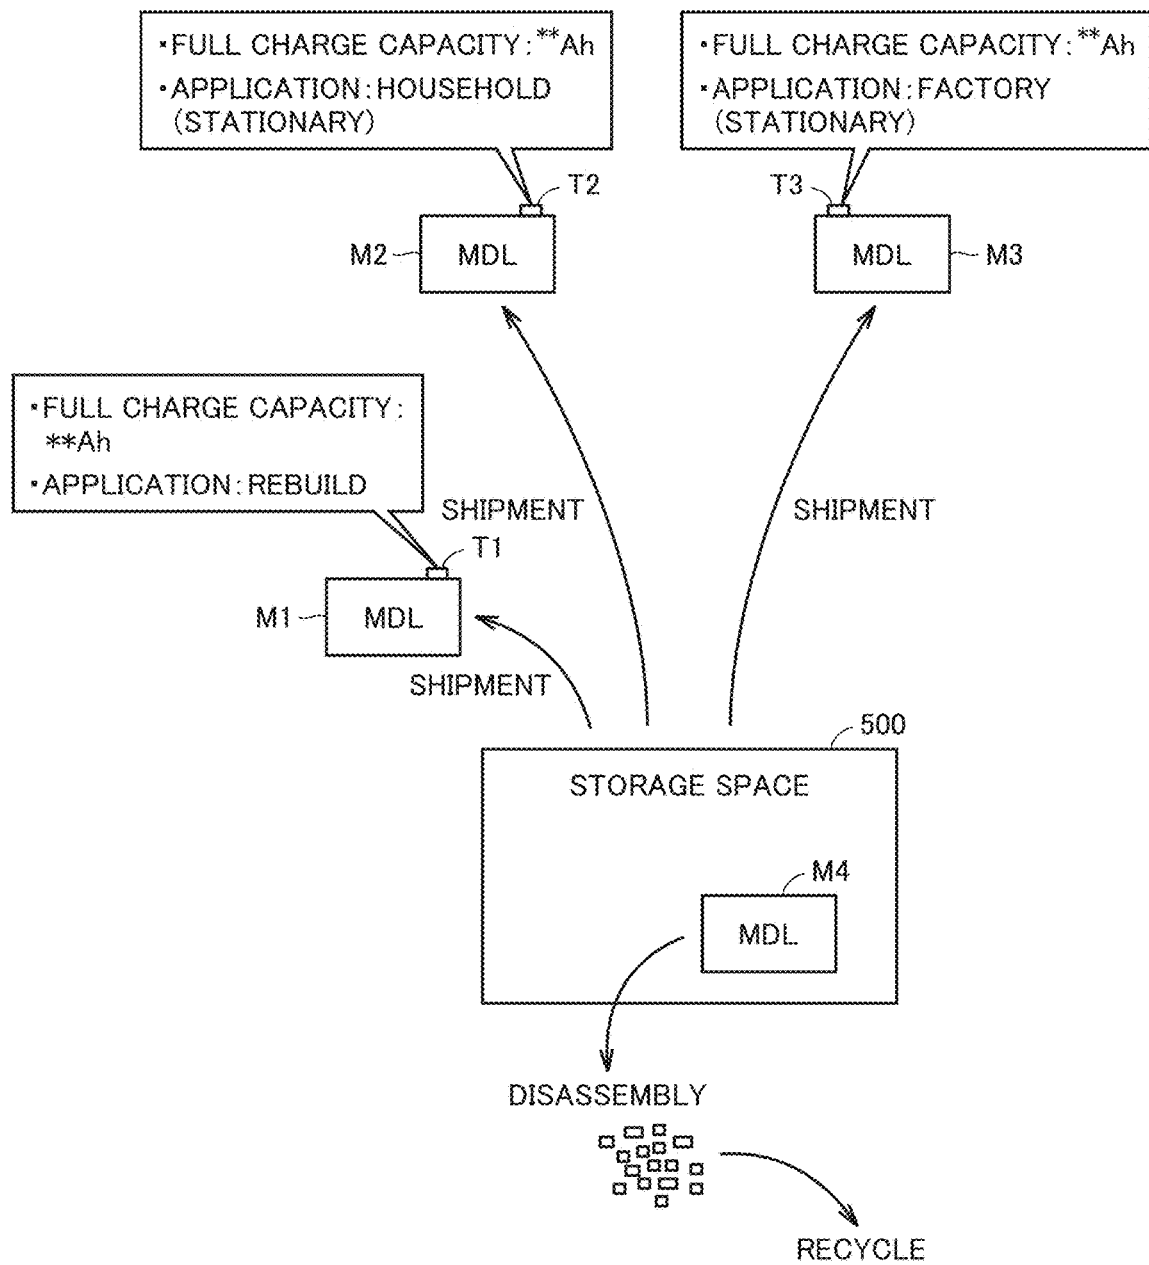 ・FULL CHARGE CAPACITY:**Ah
・APPLICATION:HOUSEHOLD
(STATIONARY)
・FULL CHARGE CAPACITY:**Ah
・APPLICATION:FACTORY
(STATIONARY)
T2
T3
M2
MDL
MDL
M3
・FULL CHARGE CAPACITY:
**Ah
・APPLICATION:REBUILD
SHIPMENT
SHIPMENT
T1
M1
MDL
SHIPMENT
500
STORAGE SPACE
M4
MDL
DISASSEMBLY
RECYCLE